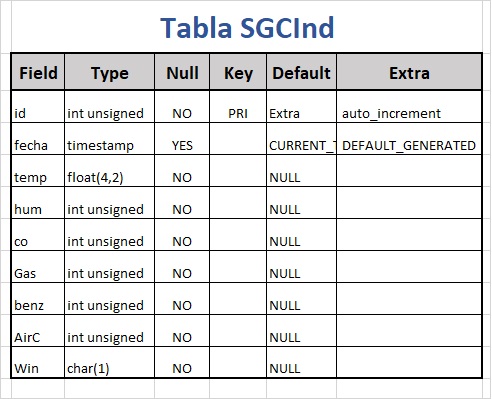 Tabla SGCInd
Field Type Null Key Default Extra
id int unsigned NO PRI Extra auto_increment
fecha timestamp YES CURRENT_T DEFAULT_GENERATED
temp float(4,2) NO NULL
hum int unsigned NO NULL
co int unsigned NO NULL
Gas int unsigned NO NULL
benz int unsigned NO NULL
AirC int unsigned NO NULL
Win char(1) NO NULL